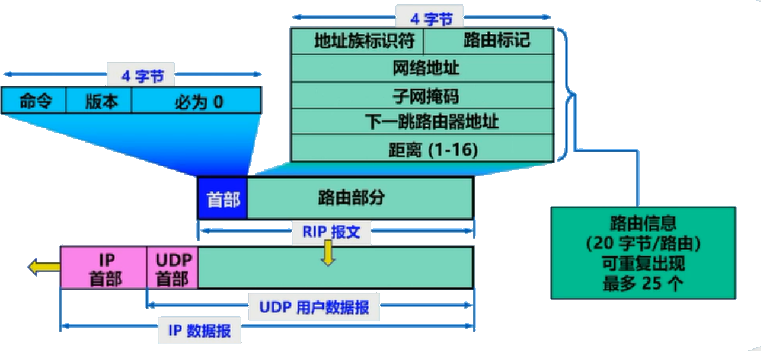 4 字节
地址族标识符 路由标记
网络地址
子网掩码
下一跳路由器地址
距离 (1-16)
4 字节
命令 版本 必为 0
首部 路由部分
RIP 报文
路由信息
(20 字节/路由)
可重复出现
最多 25 个
IP
首部
UDP
首部
UDP 用户数据报
IP 数据报